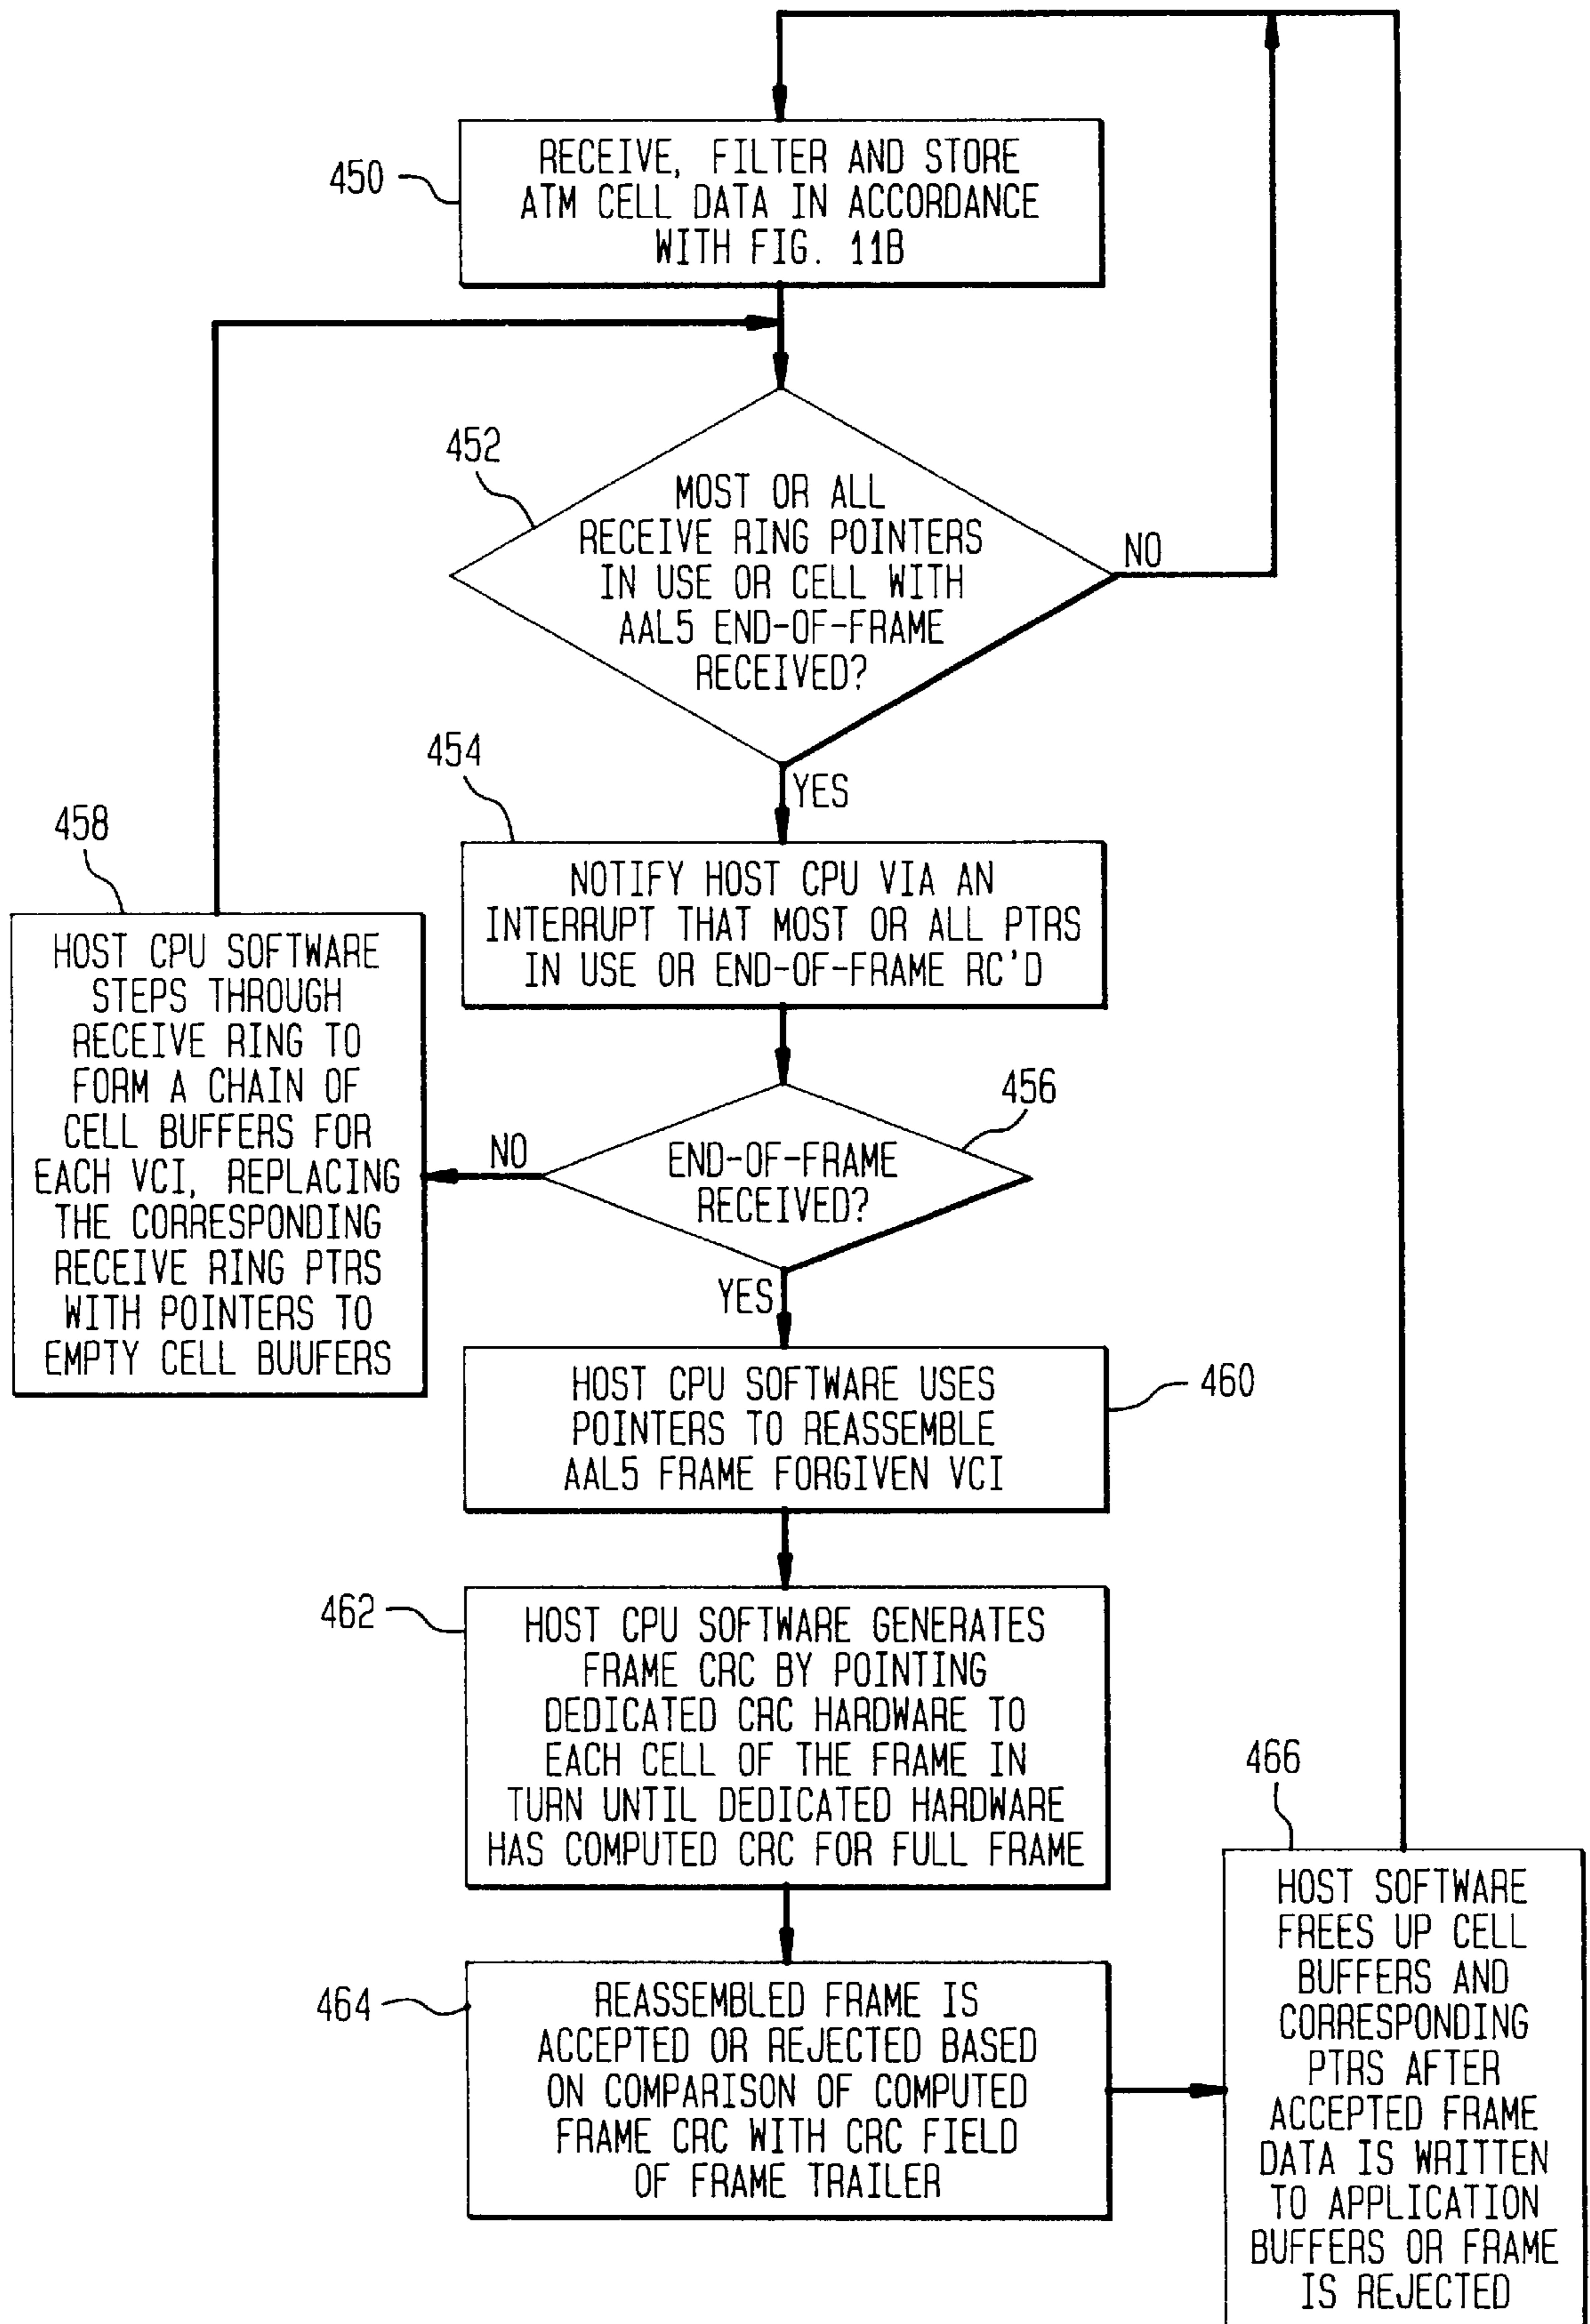 450
RECEIVE, FILTER AND STORE
ATM CELL DATA IN ACCORDANCE
WITH FIG. 11B
452
MOST OR ALL
RECEIVE RING POINTERS
IN USE OR CELL WITH
AAL5 END-OF-FRAME
RECEIVED?
NO
YES
454
NOTIFY HOST CPU VIA AN
INTERRUPT THAT MOST OR ALL PTRS
IN USE OR END-OF-FRAME RC'D
456
END-OF-FRAME
RECEIVED?
NO
YES
458
HOST CPU SOFTWARE
STEPS THROUGH
RECEIVE RING TO
FORM A CHAIN OF
CELL BUFFERS FOR
EACH VCI, REPLACING
THE CORRESPONDING
RECEIVE RING PTRS
WITH POINTERS TO
EMPTY CELL BUUFERS
460
HOST CPU SOFTWARE USES
POINTERS TO REASSEMBLE
AAL5 FRAME FORGIVEN VCI
462
HOST CPU SOFTWARE GENERATES
FRAME CRC BY POINTING
DEDICATED CRC HARDWARE TO
EACH CELL OF THE FRAME IN
TURN UNTIL DEDICATED HARDWARE
HAS COMPUTED CRC FOR FULL FRAME
464
REASSEMBLED FRAME IS
ACCEPTED OR REJECTED BASED
ON COMPARISON OF COMPUTED
FRAME CRC WITH CRC FIELD
OF FRAME TRAILER
466
HOST SOFTWARE
FREES UP CELL
BUFFERS AND
CORRESPONDING
PTRS AFTER
ACCEPTED FRAME
DATA IS WRITTEN
TO APPLICATION
BUFFERS OR FRAME
IS REJECTED